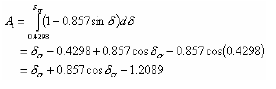 A₁ = ∫_{0.4298}^{δ_cr} (1 − 0.857 sin δ) dδ
= δ_cr − 0.4298 + 0.857 cos δ_cr − 0.857 cos(0.4298)
= δ_cr + 0.857 cos δ_cr − 1.2089